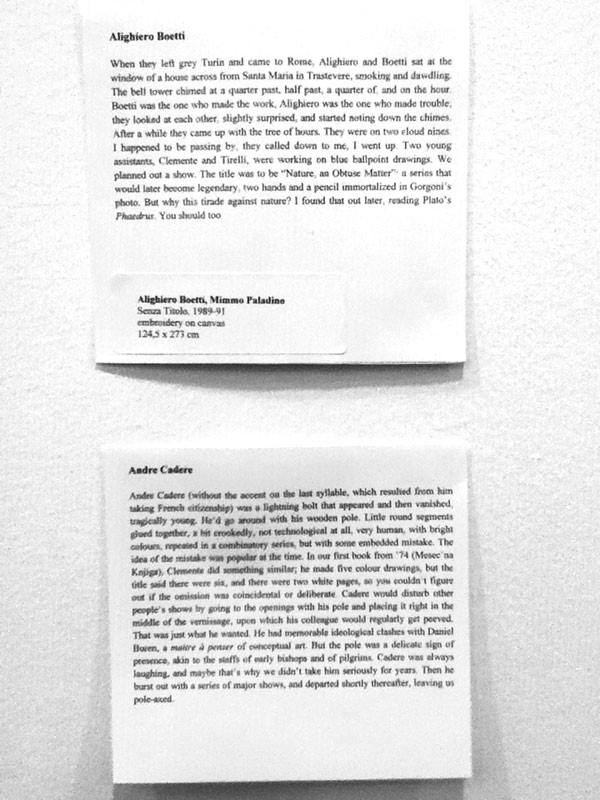 Alighiero Boetti
When they left grey Turin and came to Rome, Alighiero and Boetti sat at the
window of a house across from Santa Maria in Trastevere, smoking and dawdling.
The bell tower chimed at a quarter past, half past, a quarter of, and on the hour.
Boetti was the one who made the work, Alighiero was the one who made trouble;
they looked at each other, slightly surprised, and started noting down the chimes.
After a while they came up with the tree of hours. They were on two cloud nines.
I happened to be passing by, they called down to me, I went up. Two young
assistants, Clemente and Tirelli, were working on blue ballpoint drawings. We
planned out a show. The title was to be "Nature, an Obtuse Matter": a series that
would later become legendary, two hands and a pencil immortalized in Gorgoni's
photo. But why this tirade against nature? I found that out later, reading Plato's
Phaedrus. You should too
Alighiero Boetti, Mimmo Paladino
Senza Titolo, 1989-91
embroidery on canvas
124,5 x 273 cm
Andre Cadere
Andre Cadere (without the accent on the last syllable, which resulted from him
taking French citizenship) was a lightning bolt that appeared and then vanished,
tragically young. He'd go around with his wooden pole. Little round segments
glued together, a bit crookedly, not technological at all, very human, with bright
colours, repeated in a combinatory series, but with some embedded mistake. The
idea of the mistake was popular at the time. In our first book from '74 (Mesec'na
Knjiga), Clemente did something similar; he made five colour drawings, but the
title said there were six, and there were two white pages, so you couldn't figure
out if the omission was coincidental or deliberate. Cadere would disturb other
people's shows by going to the openings with his pole and placing it right in the
middle of the vernissage, upon which his colleague would regularly get peeved.
That was just what he wanted. He had memorable ideological clashes with Daniel
Buren, a maitre à penser of conceptual art. But the pole was a delicate sign of
presence, akin to the staffs of early bishops and of pilgrims. Cadere was always
laughing, and maybe that's why we didn't take him seriously for years. Then he
burst out with a series of major shows, and departed shortly thereafter, leaving us
pole-axed.